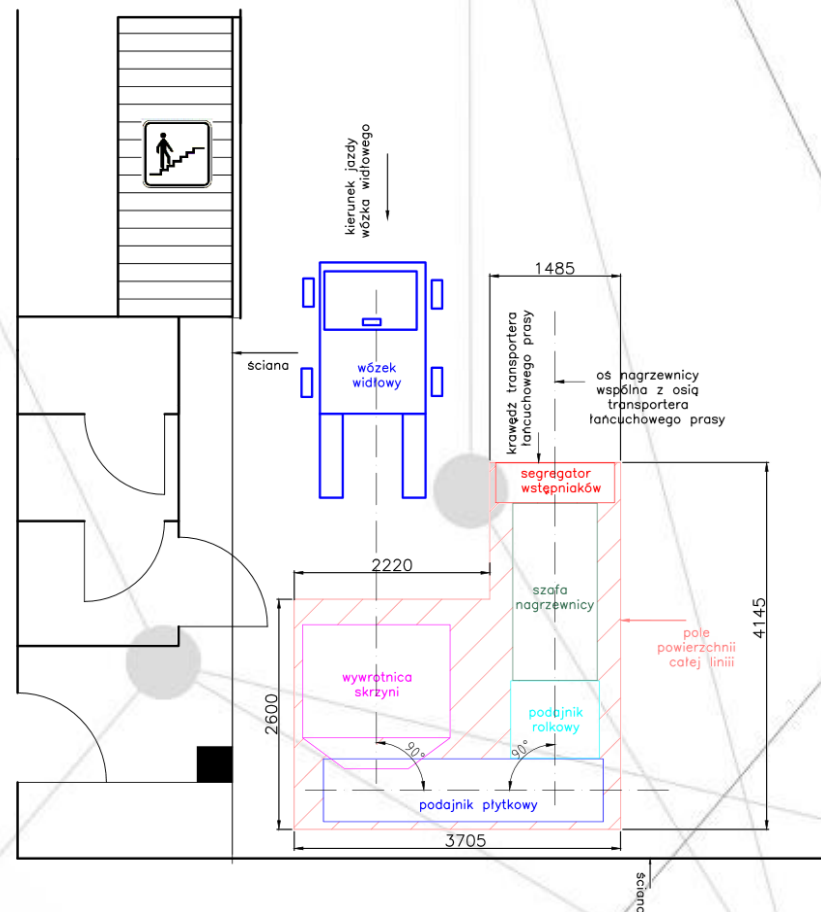 kierunek jazdy
wózka widłowego
1485
ściana
wózek
widłowy
krawędź transportera
łańcuchowego prasy
oś nagrzewnicy
wspólna z osią
transportera
łańcuchowego prasy
segregator
wstępniaków
2220
szafa
nagrzewnicy
4145
pole
powierzchnii
całej liniii
wywrotnica
skrzyni
podajnik
rolkowy
2600
90°
90°
podajnik płytkowy
3705
ściana